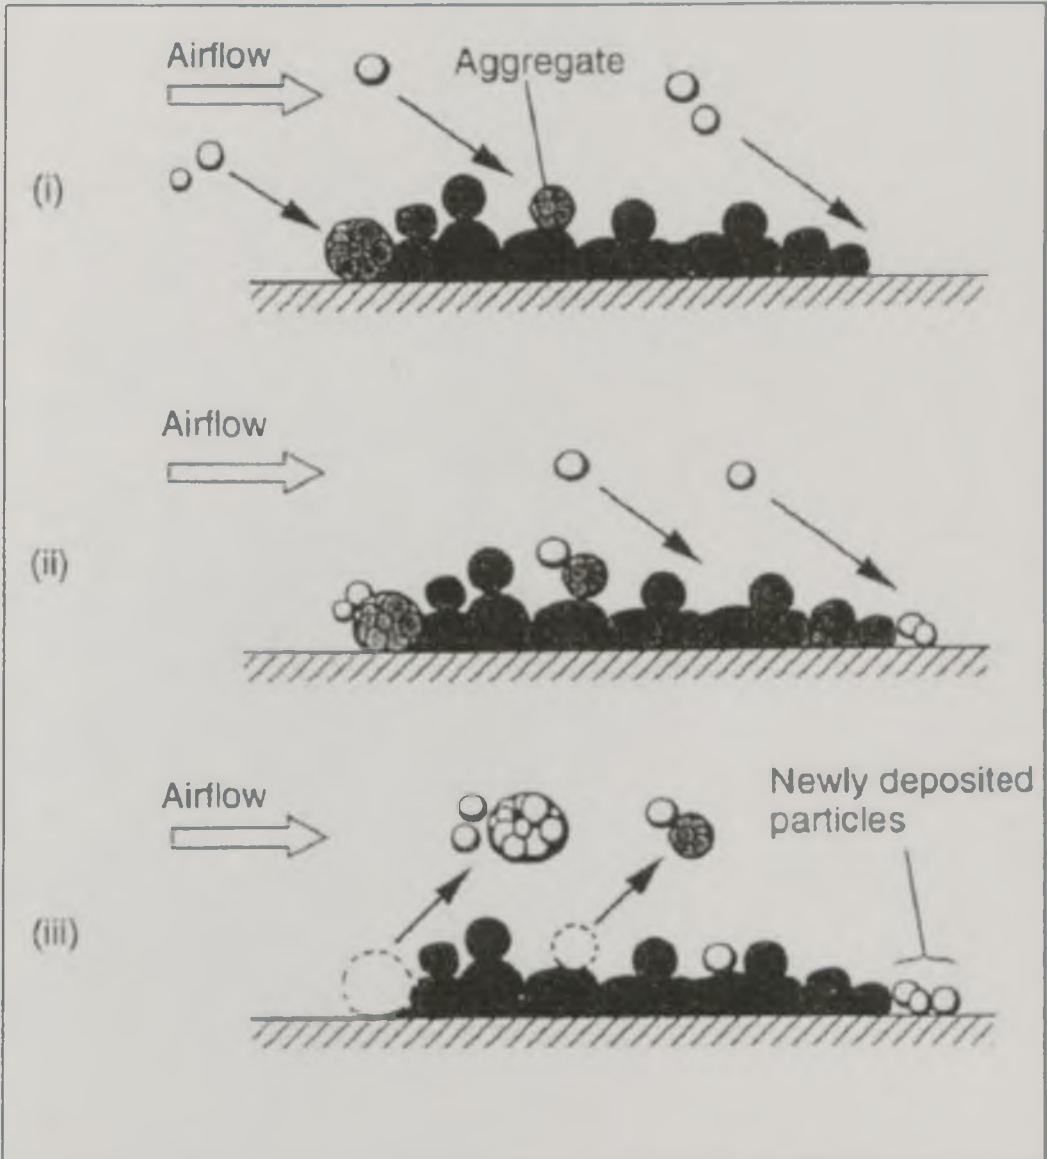 Airflow
Aggregate
(i)
Airflow
(ii)
Airflow
Newly deposited
particles
(iii)